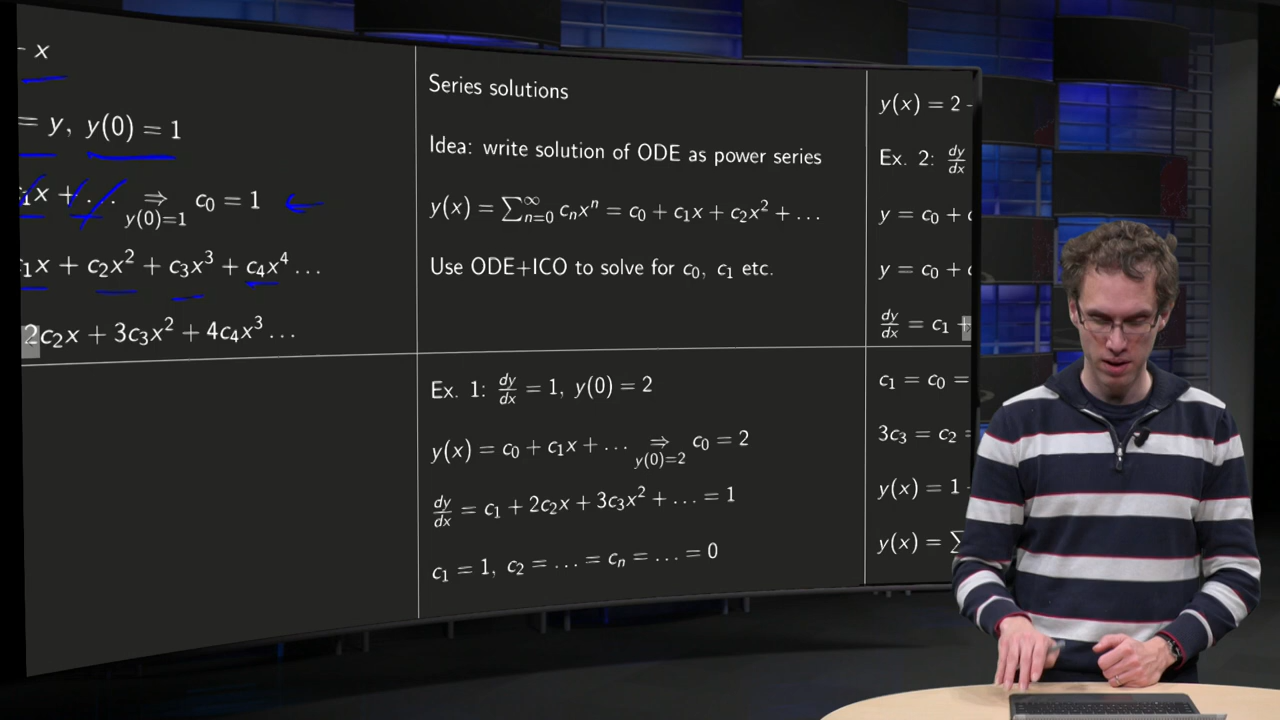 - x
= y, y(0) = 1
₁x + ... ⇒ c₀ = 1 ←
y(0)=1
₁x + c₂x² + c₃x³ + c₄x⁴ ...
2c₂x + 3c₃x² + 4c₄x³ ...
Series solutions
Idea: write solution of ODE as power series
y(x) = ∑ₙ₌₀^∞ cₙxⁿ = c₀ + c₁x + c₂x² + ...
Use ODE+ICO to solve for c₀, c₁ etc.
Ex. 1: dy/dx = 1, y(0) = 2
y(x) = c₀ + c₁x + ... ⇒ c₀ = 2
y(0)=2
dy/dx = c₁ + 2c₂x + 3c₃x² + ... = 1
c₁ = 1, c₂ = ... = cₙ = ... = 0
y(x) = 2 -
Ex. 2: dy/dx
y = c₀ +
y = c₀ +
dy/dx = c₁ +
c₁ = c₀ =
3c₃ = c₂ =
y(x) = 1
y(x) = ∑